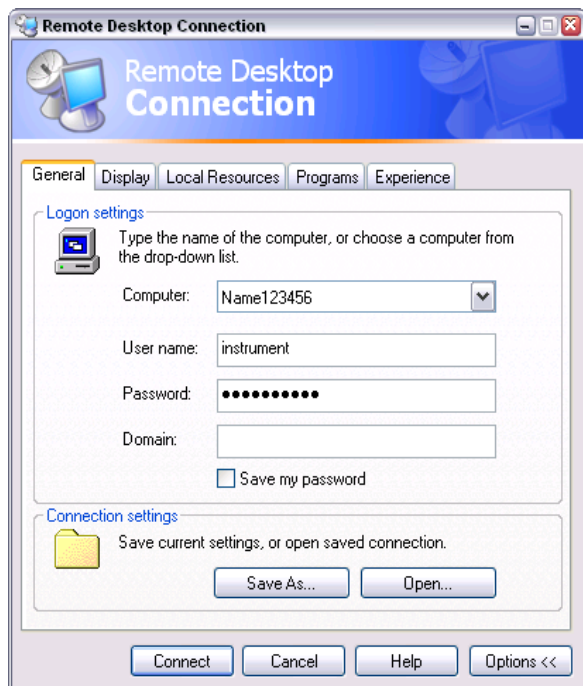 Remote Desktop Connection
Remote Desktop
Connection
General Display Local Resources Programs Experience
Logon settings
Type the name of the computer, or choose a computer from
the drop-down list.
Computer: Name123456
User name: instrument
Password: ●●●●●●●●●●
Domain:
Save my password
Connection settings
Save current settings, or open saved connection.
Save As... Open...
Connect Cancel Help Options <<